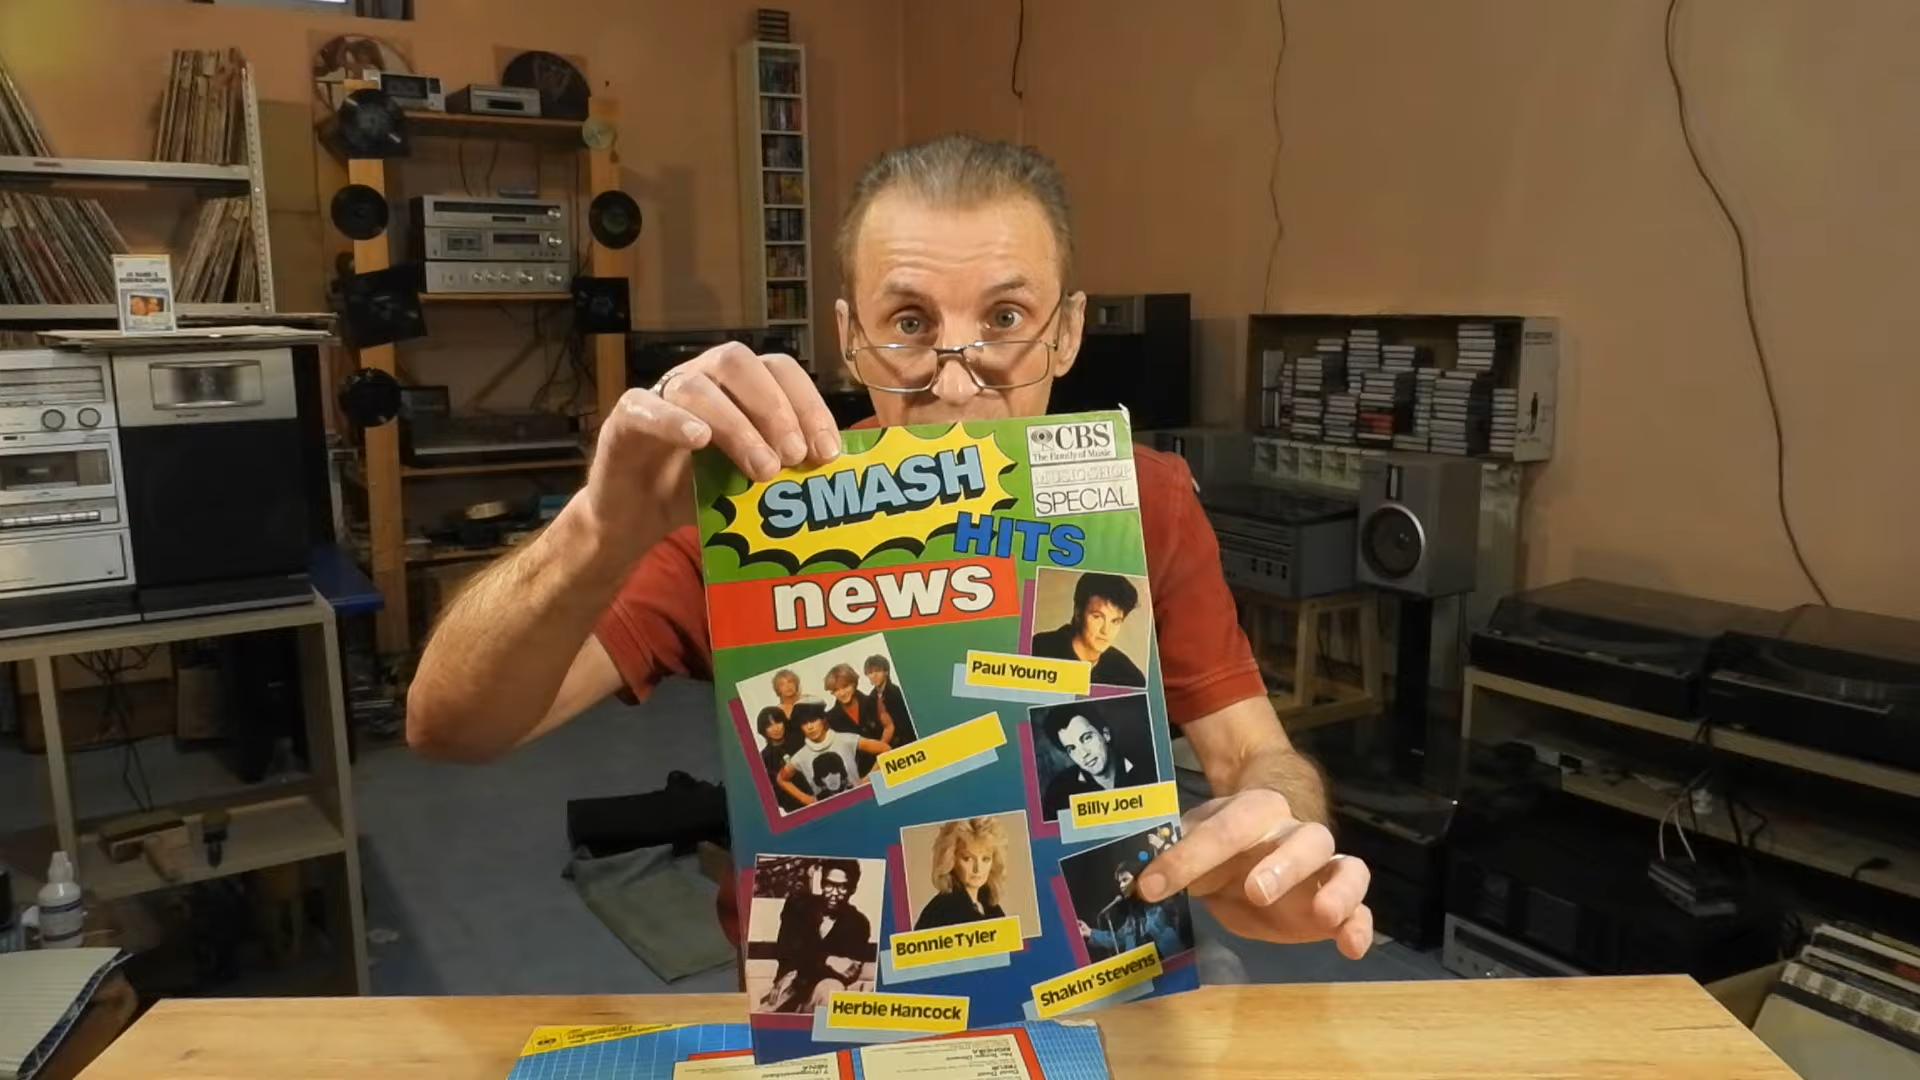 SMASH
HITS
news
CBS
The Family of Music
MUSIC SHOP
SPECIAL
Paul Young
Nena
Billy Joel
Bonnie Tyler
Shakin' Stevens
Herbie Hancock
NENA